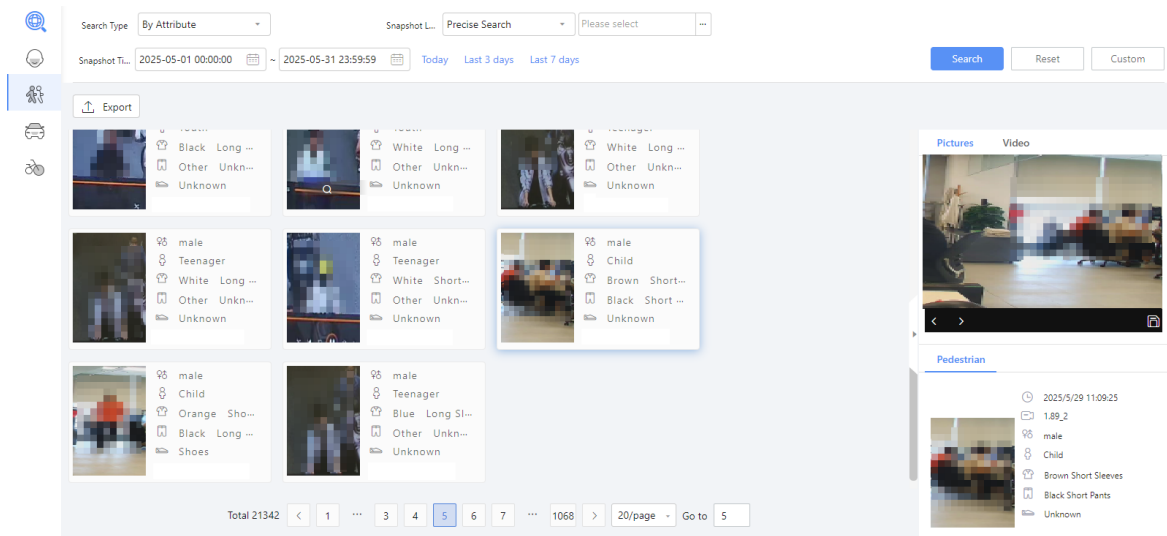 Search Type By Attribute Snapshot L... Precise Search Please select ...
Snapshot Ti... 2025-05-01 00:00:00 ~ 2025-05-31 23:59:59 Today Last 3 days Last 7 days Search Reset Custom
Export
Black Long ...
Other Unkn...
Unknown
White Long ...
Other Unkn...
Unknown
Teenager
White Long ...
Other Unkn...
Unknown
male
Teenager
White Long ...
Other Unkn...
Unknown
male
Teenager
White Short...
Other Unkn...
Unknown
male
Child
Brown Short...
Black Short ...
Unknown
male
Child
Orange Sho...
Black Long ...
Shoes
male
Teenager
Blue Long Sl...
Other Unkn...
Unknown
Total 21342 < 1 ... 3 4 5 6 7 ... 1068 > 20/page Go to 5
Pictures Video
Pedestrian
2025/5/29 11:09:25
1.89_2
male
Child
Brown Short Sleeves
Black Short Pants
Unknown